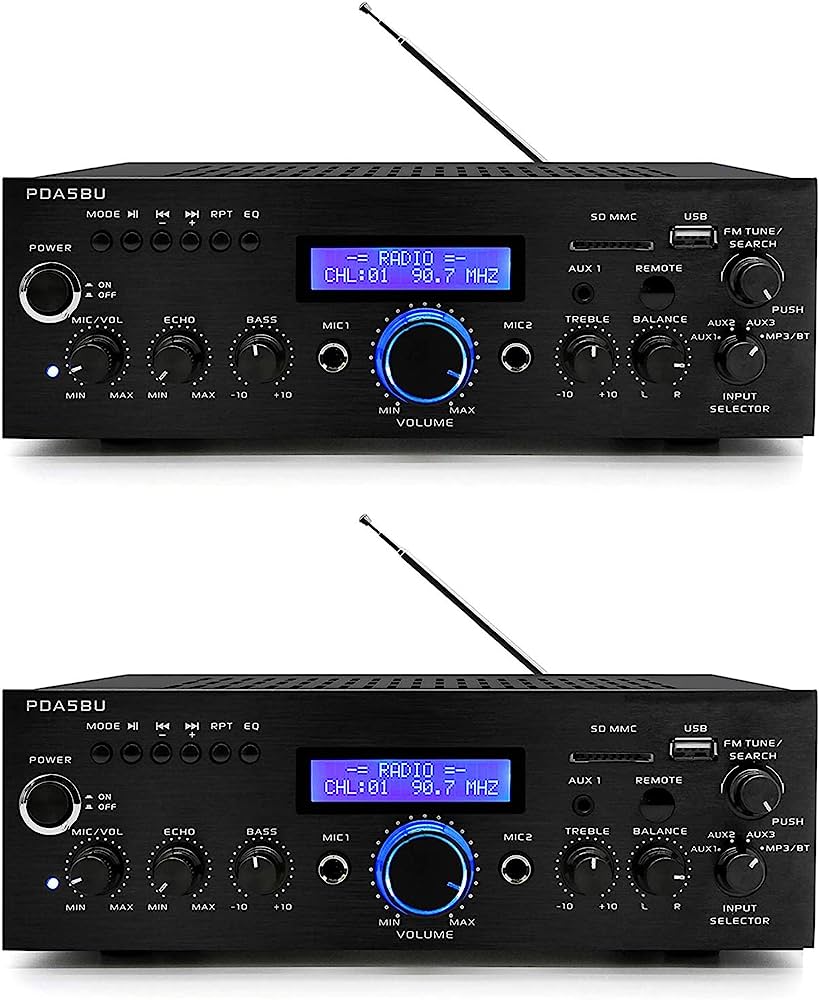 PDA5BU
MODE RPT EQ
POWER
ON
OFF
-= RADIO =-
CHL:01 90.7 MHZ
SD MMC
USB
FM TUNE/
SEARCH
PUSH
AUX 1
REMOTE
MIC/VOL
MIN MAX
ECHO
MIN MAX
BASS
-10 +10
MIC1
MIN MAX
VOLUME
MIC2
TREBLE
-10 +10
BALANCE
L R
AUX2 AUX3
AUX1 MP3/BT
INPUT
SELECTOR
PDA5BU
MODE RPT EQ
POWER
ON
OFF
-= RADIO =-
CHL:01 90.7 MHZ
SD MMC
USB
FM TUNE/
SEARCH
PUSH
AUX 1
REMOTE
MIC/VOL
MIN MAX
ECHO
MIN MAX
BASS
-10 +10
MIC1
MIN MAX
VOLUME
MIC2
TREBLE
-10 +10
BALANCE
L R
AUX2 AUX3
AUX1 MP3/BT
INPUT
SELECTOR